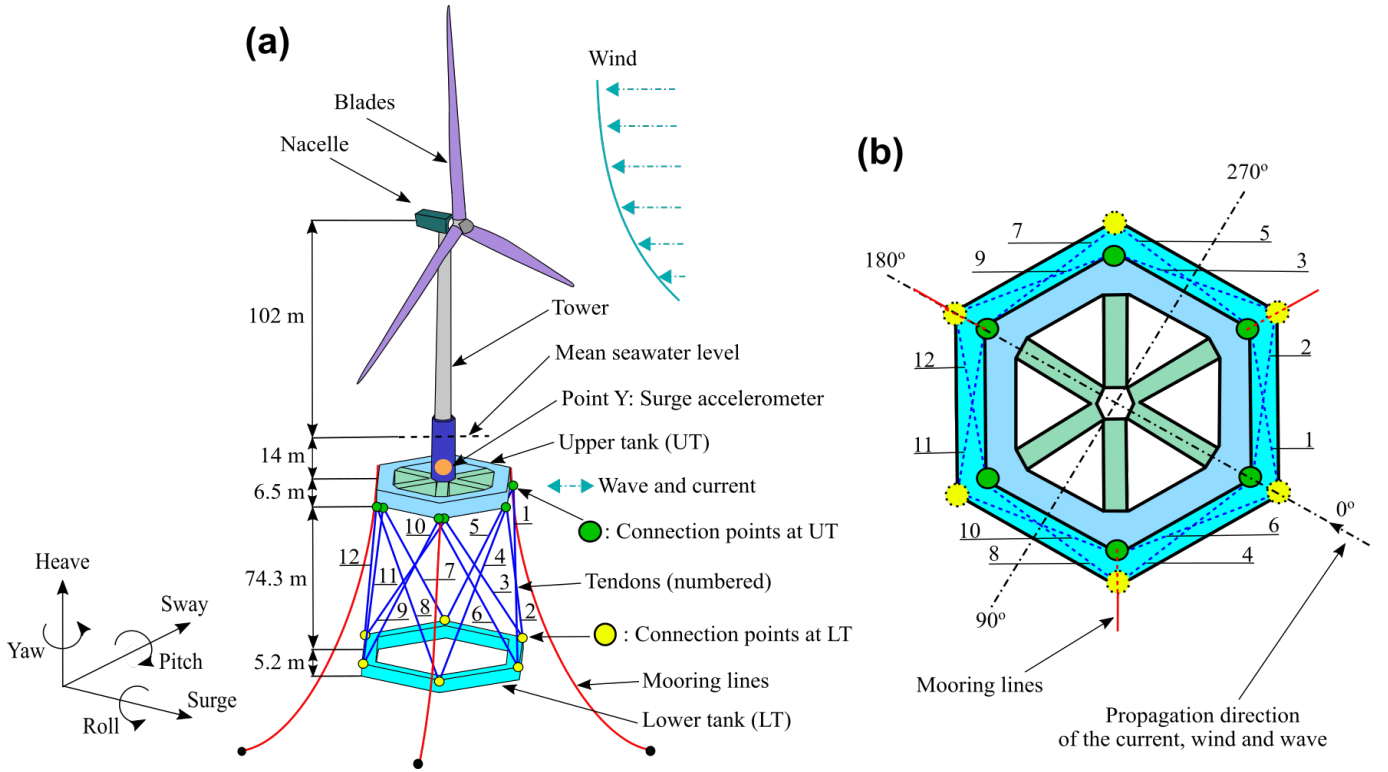 (a)
Wind
Blades
Nacelle
102 m
Tower
Mean seawater level
Point Y: Surge accelerometer
14 m
Upper tank (UT)
6.5 m
Wave and current
10
5
1
: Connection points at UT
12
11
7
4
74.3 m
Tendons (numbered)
3
9
8
6
2
: Connection points at LT
5.2 m
Mooring lines
Lower tank (LT)
Heave
Sway
Yaw
Pitch
Surge
Roll
(b)
270º
7
5
9
3
180º
12
2
11
1
0º
10
6
8
4
90º
Mooring lines
Propagation direction
of the current, wind and wave